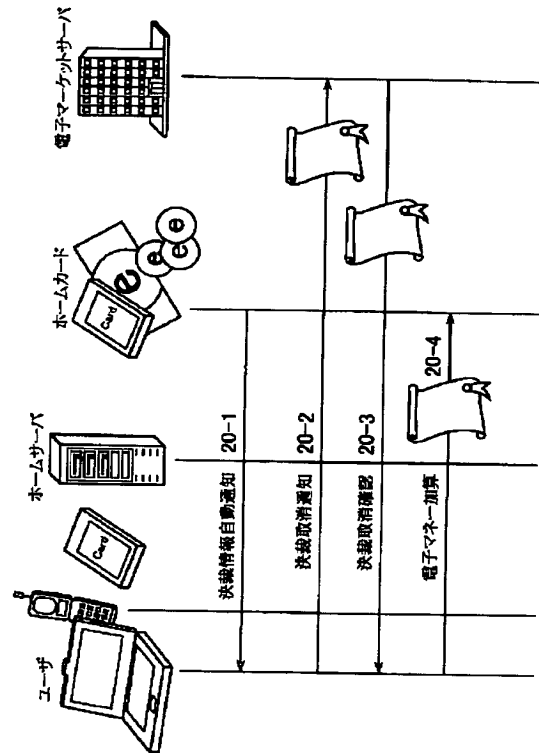 ユーザ
ホームサーバ
ホームカード
電子マーケットサーバ
Card
Card
e
e
e
e
決裁情報自動通知 20-1
決裁取消通知 20-2
決裁取消確認 20-3
電子マネー加算 20-4